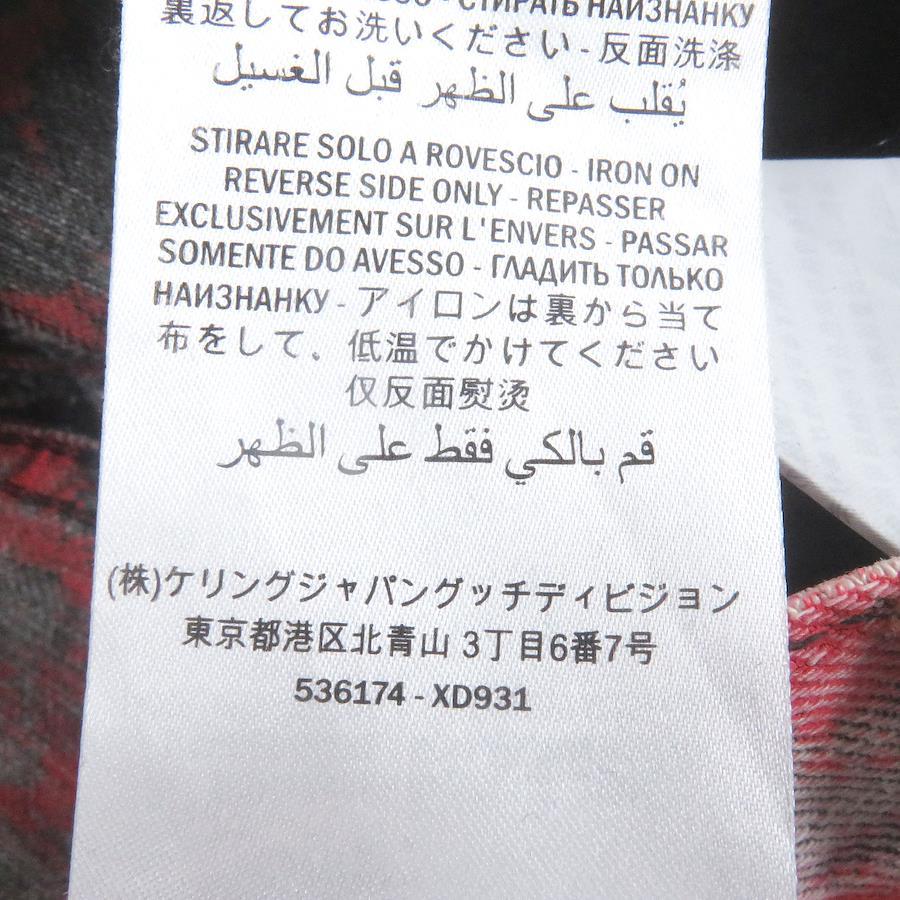 СТИРАТЬ НАИЗНАНКУ
裏返してお洗いください - 反面洗涤
يُقلب على الظهر قبل الغسيل
STIRARE SOLO A ROVESCIO - IRON ON
REVERSE SIDE ONLY - REPASSER
EXCLUSIVEMENT SUR L'ENVERS - PASSAR
SOMENTE DO AVESSO - ГЛАДИТЬ ТОЛЬКО
НАИЗНАНКУ - アイロンは裏から当て
布をして、低温でかけてください
仅反面熨烫
قم بالكي فقط على الظهر
(株)ケリングジャパングッチディビジョン
東京都港区北青山 3丁目6番7号
536174 - XD931